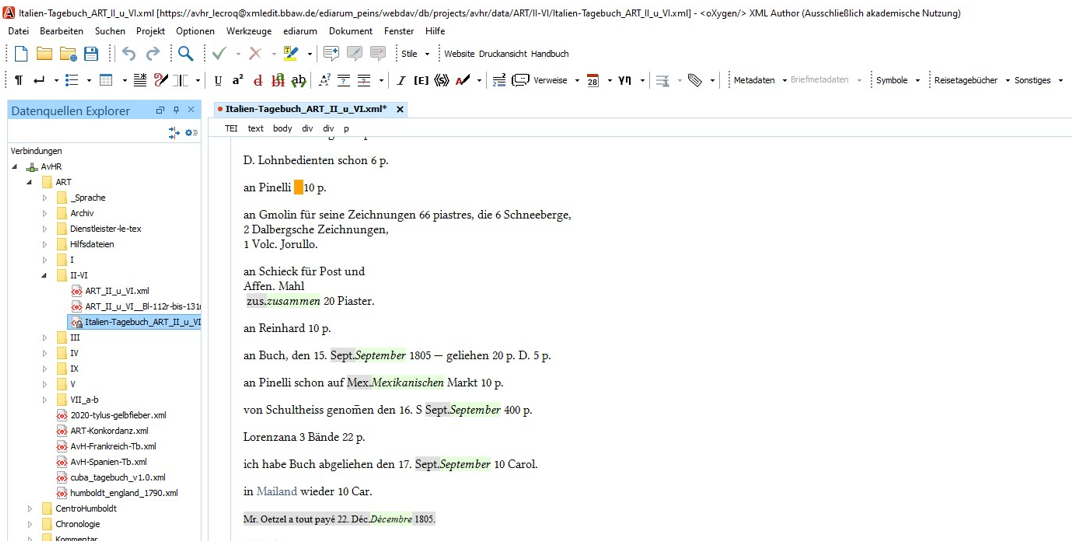 Italien-Tagebuch_ART_II_u_VI.xml [https://avhr_lecroq@xmledit.bbaw.de/ediarum_peins/webdav/db/projects/avhr/data/ART/II-VI/Italien-Tagebuch_ART_II_u_VI.xml] - <oXygen/> XML Author (Ausschließlich akademische Nutzung)
Datei Bearbeiten Suchen Projekt Optionen Werkzeuge ediarum Dokument Fenster Hilfe
Stile Website Druckansicht Handbuch
Verweise Metadaten Briefmetadaten Symbole Reisetagebücher Sonstiges
Datenquellen Explorer
Italien-Tagebuch_ART_II_u_VI.xml*
TEI text body div div p
Verbindungen
AvHR
ART
_Sprache
Archiv
Dienstleister-le-tex
Hilfsdateien
I
II-VI
ART_II_u_VI.xml
ART_II_u_VI__Bl-112r-bis-131r
Italien-Tagebuch_ART_II_u_VI
III
IV
IX
V
VII_a-b
2020-tylus-gelbfieber.xml
ART-Konkordanz.xml
AvH-Frankreich-Tb.xml
AvH-Spanien-Tb.xml
cuba_tagebuch_v1.0.xml
humboldt_england_1790.xml
CentroHumboldt
Chronologie
Kommentar
D. Lohnbedienten schon 6 p.
an Pinelli 10 p.
an Gmolin für seine Zeichnungen 66 piastres, die 6 Schneeberge,
2 Dalbergsche Zeichnungen,
1 Volc. Jorullo.
an Schieck für Post und
Affen. Mahl
zus.zusammen 20 Piaster.
an Reinhard 10 p.
an Buch, den 15. Sept.September 1805 — geliehen 20 p. D. 5 p.
an Pinelli schon auf Mex.Mexikanischen Markt 10 p.
von Schultheiss genom̅en den 16. S Sept.September 400 p.
Lorenzana 3 Bände 22 p.
ich habe Buch abgeliehen den 17. Sept.September 10 Carol.
in Mailand wieder 10 Car.
Mr. Oetzel a tout payé 22. Déc.Décembre 1805.